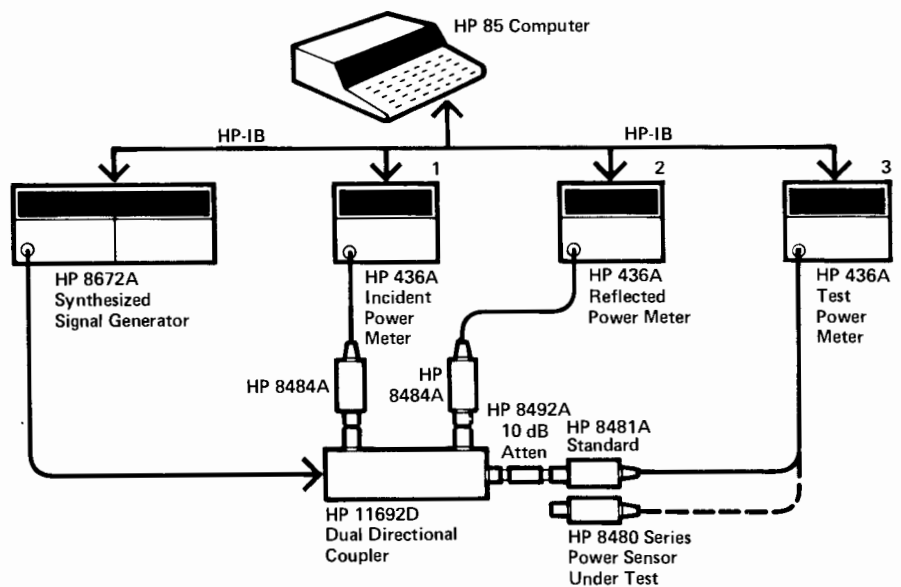 HP 85 Computer
HP-IB
HP-IB
1
2
3
HP 8672A
Synthesized
Signal Generator
HP 436A
Incident
Power
Meter
HP 436A
Reflected
Power Meter
HP 436A
Test
Power
Meter
HP 8484A
HP
8484A
HP 8492A
10 dB
Atten
HP 8481A
Standard
HP 11692D
Dual Directional
Coupler
HP 8480 Series
Power Sensor
Under Test